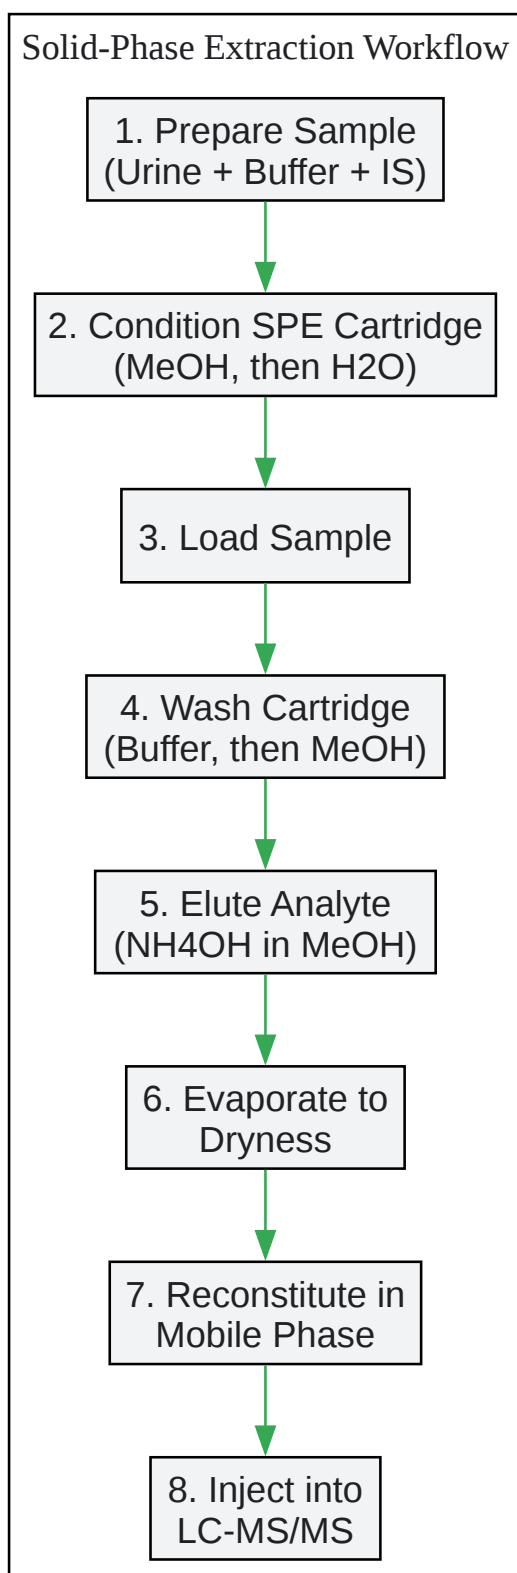 Solid-Phase Extraction Workflow
1. Prepare Sample
(Urine + Buffer + IS)
2. Condition SPE Cartridge
(MeOH, then H2O)
3. Load Sample
4. Wash Cartridge
(Buffer, then MeOH)
5. Elute Analyte
(NH4OH in MeOH)
6. Evaporate to
Dryness
7. Reconstitute in
Mobile Phase
8. Inject into
LC-MS/MS